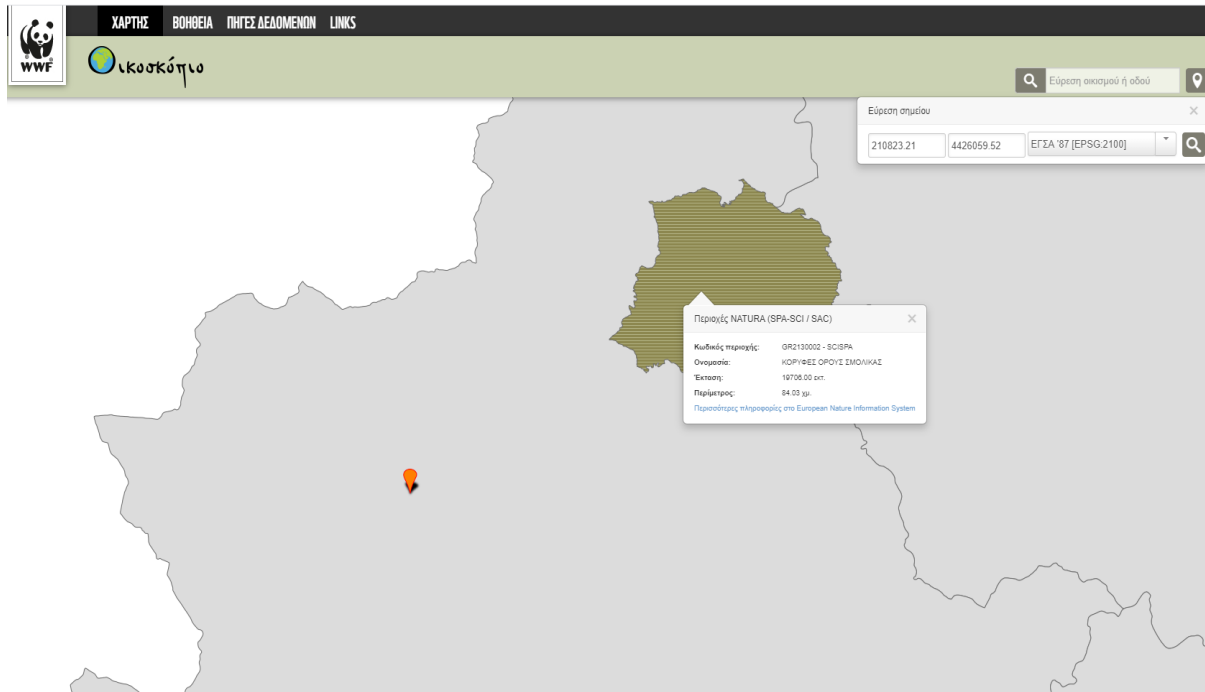 WWF
ΧΑΡΤΗΣ ΒΟΗΘΕΙΑ ΠΗΓΕΣ ΔΕΔΟΜΕΝΩΝ LINKS
Οικοσκόπιο
Εύρεση οικισμού ή οδού
Εύρεση σημείου ×
210823.21 4426059.52 ΕΓΣΑ '87 [EPSG:2100]
Περιοχές NATURA (SPA-SCI / SAC) ×
Κωδικός περιοχής: GR2130002 - SCISPA
Ονομασία: ΚΟΡΥΦΕΣ ΟΡΟΥΣ ΣΜΟΛΙΚΑΣ
Έκταση: 19706.00 εκτ.
Περίμετρος: 84.03 χμ.
Περισσότερες πληροφορίες στο European Nature Information System